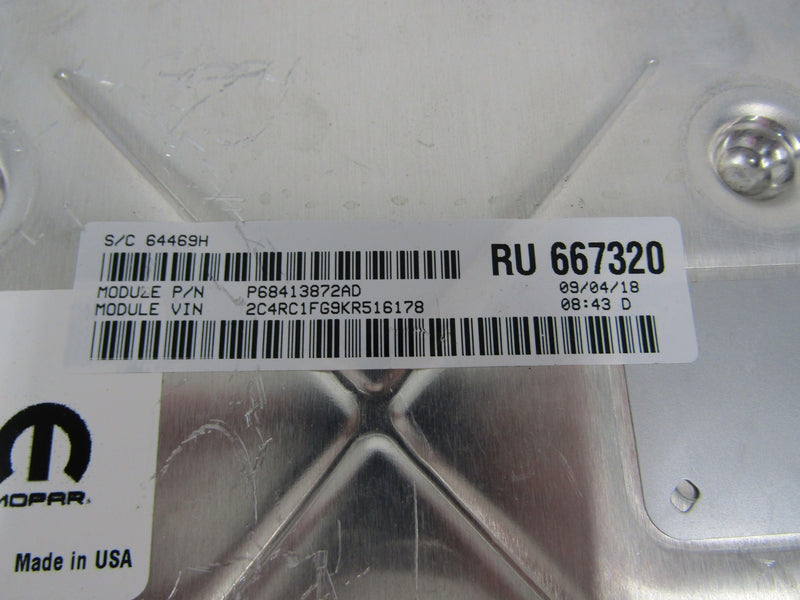 S/C 64469H
RU 667320
MODULE P/N P68413872AD
09/04/18
MODULE VIN 2C4RC1FG9KR516178
08:43 D
MOPAR
Made in USA